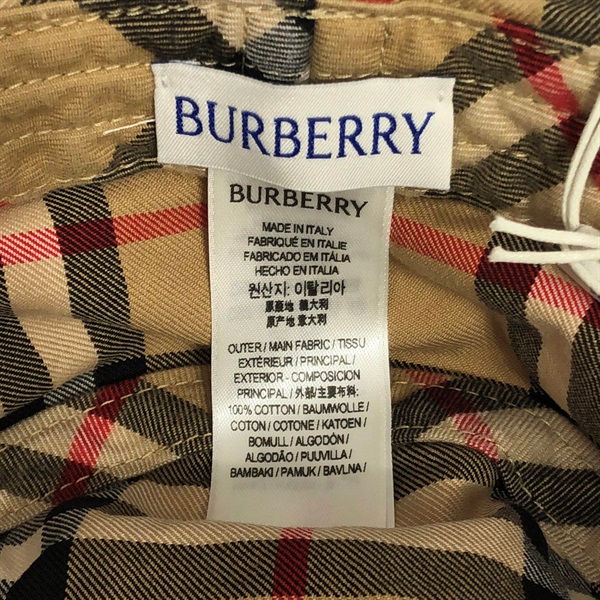 BURBERRY
BURBERRY
MADE IN ITALY
FABRIQUÉ EN ITALIE
FABRICADO EM ITÁLIA
HECHO EN ITALIA
원산지: 이탈리아
原產地 義大利
原产地 意大利
OUTER / MAIN FABRIC / TISSU
EXTÉRIEUR / PRINCIPAL /
EXTERIOR - COMPOSICION
PRINCIPAL / 外部/主要布料:
100% COTTON / BAUMWOLLE /
COTON / COTONE / KATOEN /
BOMULL / ALGODÓN /
ALGODÃO / PUUVILLA /
BAMBAKI / PAMUK / BAVLNA /